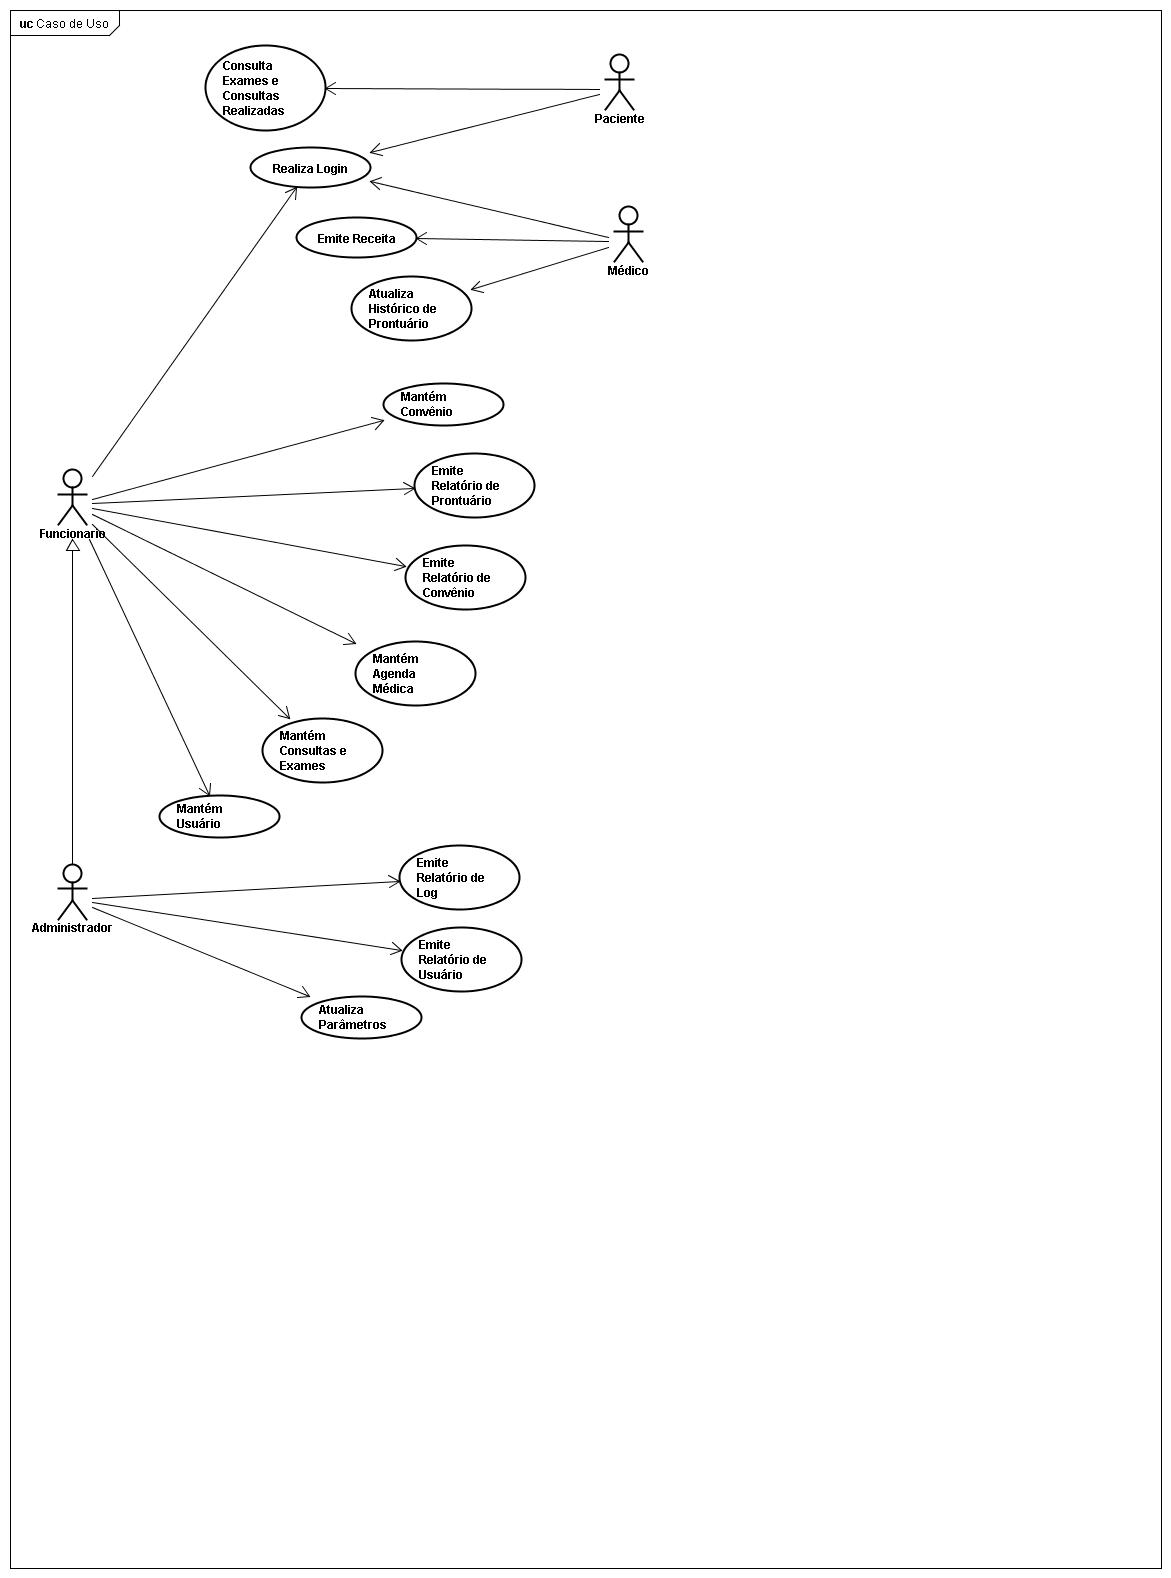 uc Caso de Uso
Consulta
Exames e
Consultas
Realizadas
Paciente
Realiza Login
Emite Receita
Médico
Atualiza
Histórico de
Prontuário
Mantém
Convênio
Emite
Relatório de
Prontuário
Funcionario
Emite
Relatório de
Convênio
Mantém
Agenda
Médica
Mantém
Consultas e
Exames
Mantém
Usuário
Emite
Relatório de
Log
Administrador
Emite
Relatório de
Usuário
Atualiza
Parâmetros